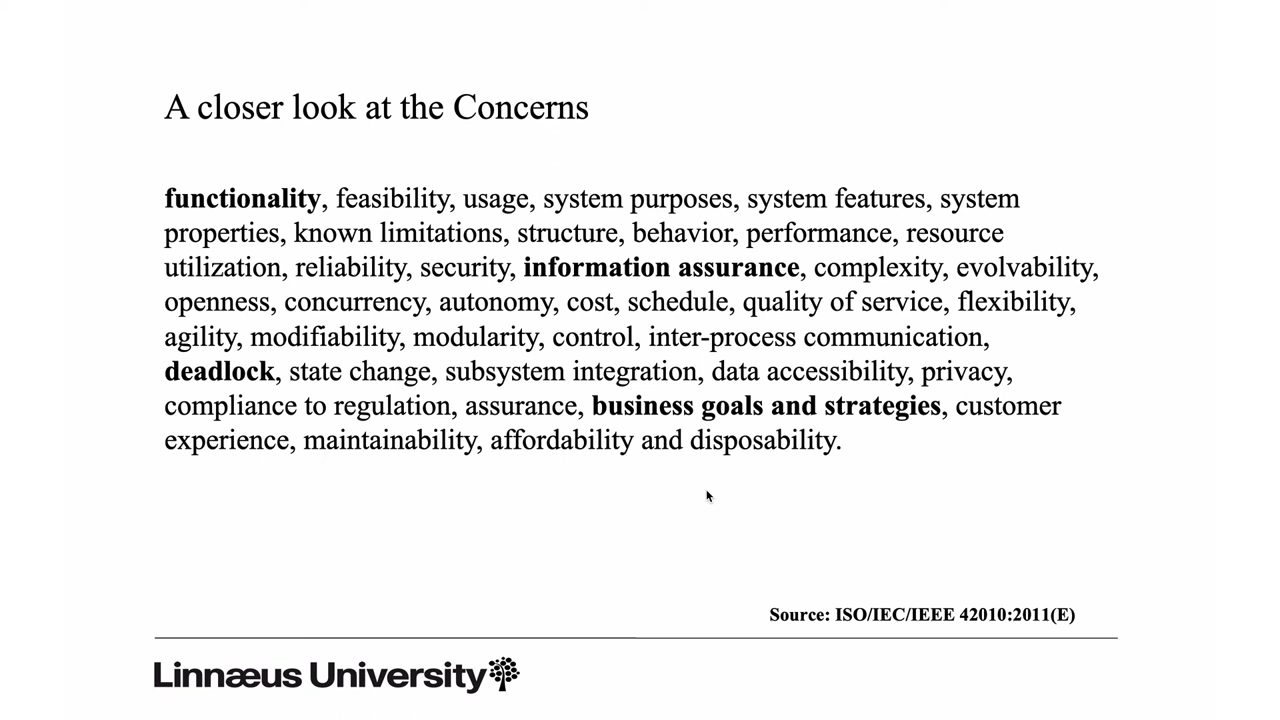 A closer look at the Concerns
functionality, feasibility, usage, system purposes, system features, system
properties, known limitations, structure, behavior, performance, resource
utilization, reliability, security, information assurance, complexity, evolvability,
openness, concurrency, autonomy, cost, schedule, quality of service, flexibility,
agility, modifiability, modularity, control, inter-process communication,
deadlock, state change, subsystem integration, data accessibility, privacy,
compliance to regulation, assurance, business goals and strategies, customer
experience, maintainability, affordability and disposability.
Source: ISO/IEC/IEEE 42010:2011(E)
Linnæus University